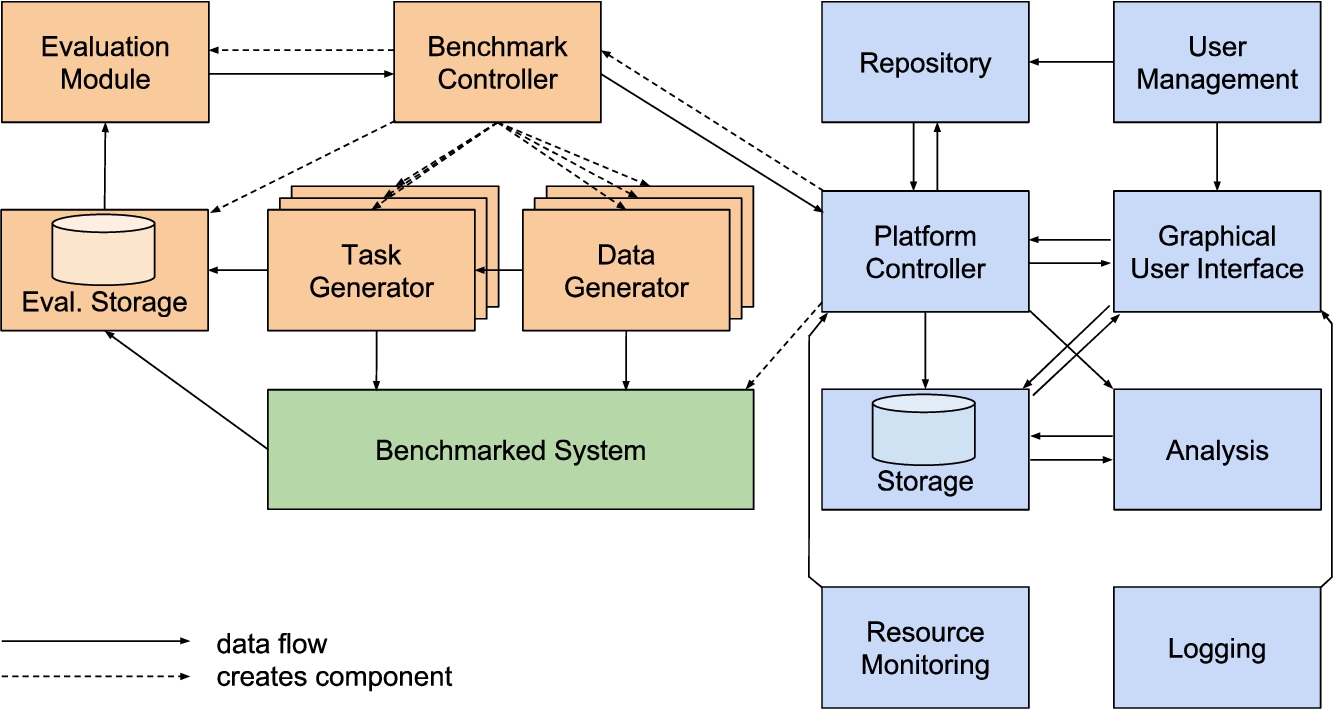 Evaluation
Module
Benchmark
Controller
Repository
User
Management
Eval. Storage
Task
Generator
Data
Generator
Platform
Controller
Graphical
User Interface
Benchmarked System
Storage
Analysis
Resource
Monitoring
Logging
data flow
creates component